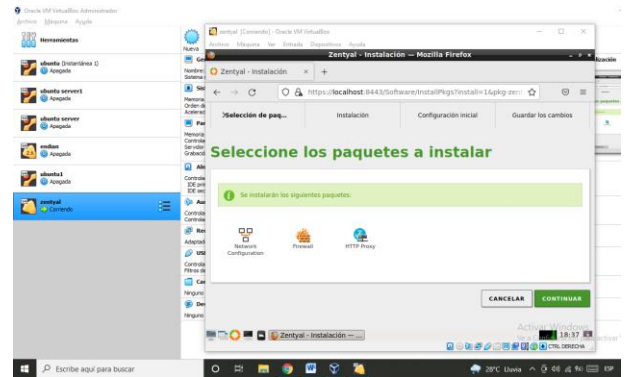 Oracle VM VirtualBox Administrador
Archivo Máquina Ayuda
Herramientas
Nueva
ubuntu (Instantánea 1)
Apagada
ubuntu server1
Apagada
ubuntu server
Apagada
endian
Apagada
ubuntu1
Apagada
zentyal
Corriendo
zentyal [Corriendo] - Oracle VM VirtualBox
Archivo Máquina Ver Entrada Dispositivos Ayuda
Zentyal - Instalación — Mozilla Firefox
Zentyal - Instalación
https://localhost:8443/Software/InstallPkgs?install=1&pkg-zen
Selección de paq...
Instalación
Configuración inicial
Guardar los cambios
Seleccione los paquetes a instalar
Se instalarán los siguientes paquetes:
Network Configuration
Firewall
HTTP Proxy
CANCELAR
CONTINUAR
Activar Windows
Zentyal - Instalación — ...
18:37
CTRL DERECHA
Escribe aquí para buscar
28°C Lluvia
ESP